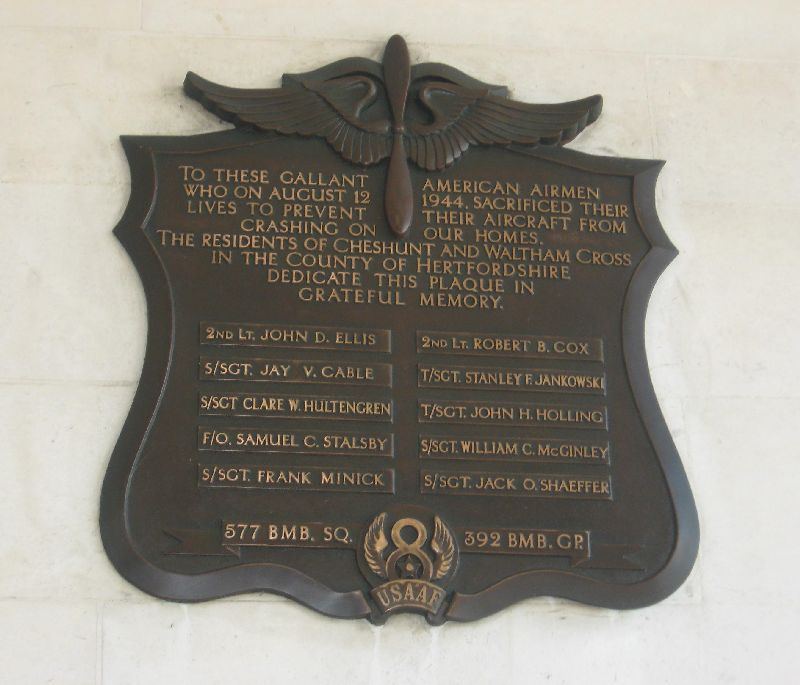 TO THESE GALLANT AMERICAN AIRMEN
WHO ON AUGUST 12 1944, SACRIFICED THEIR
LIVES TO PREVENT THEIR AIRCRAFT FROM
CRASHING ON OUR HOMES.
THE RESIDENTS OF CHESHUNT AND WALTHAM CROSS
IN THE COUNTY OF HERTFORDSHIRE
DEDICATE THIS PLAQUE IN
GRATEFUL MEMORY.
2ND LT. JOHN D. ELLIS
2ND LT. ROBERT B. COX
S/SGT. JAY V. CABLE
T/SGT. STANLEY F. JANKOWSKI
S/SGT CLARE W. HULTENGREN
T/SGT. JOHN H. HOLLING
F/O. SAMUEL C. STALSBY
S/SGT. WILLIAM C. McGINLEY
S/SGT. FRANK MINICK
S/SGT. JACK O. SHAEFFER
577 BMB. SQ.
8
392 BMB. GP.
USAAF